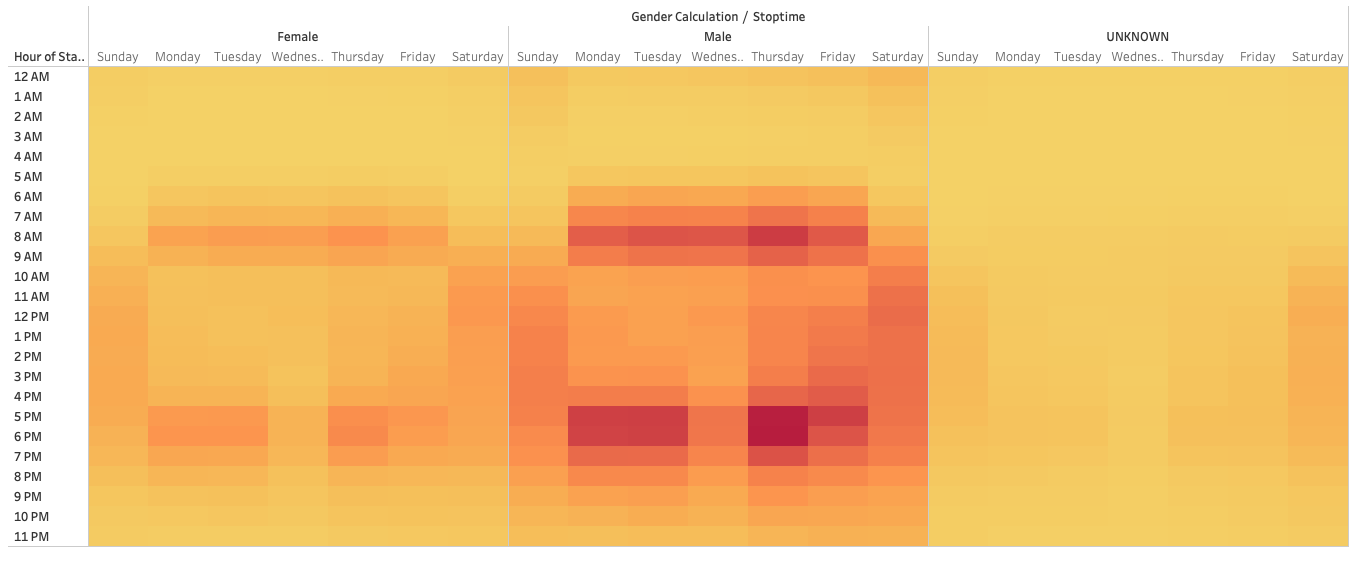 Gender Calculation / Stoptime
Female Male UNKNOWN
Hour of Sta.. Sunday Monday Tuesday Wednes.. Thursday Friday Saturday Sunday Monday Tuesday Wednes.. Thursday Friday Saturday Sunday Monday Tuesday Wednes.. Thursday Friday Saturday
12 AM
1 AM
2 AM
3 AM
4 AM
5 AM
6 AM
7 AM
8 AM
9 AM
10 AM
11 AM
12 PM
1 PM
2 PM
3 PM
4 PM
5 PM
6 PM
7 PM
8 PM
9 PM
10 PM
11 PM